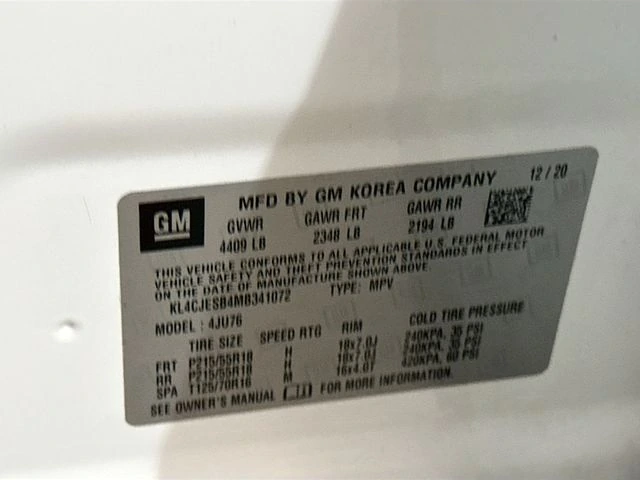 GM
MFD BY GM KOREA COMPANY
12/20
GVWR GAWR FRT GAWR RR
4409 LB 2348 LB 2194 LB
THIS VEHICLE CONFORMS TO ALL APPLICABLE U.S. FEDERAL MOTOR
VEHICLE SAFETY AND THEFT PREVENTION STANDARDS IN EFFECT
ON THE DATE OF MANUFACTURE SHOWN ABOVE
KL4CJESB4MB341072 TYPE: MPV
MODEL: 4JU76
TIRE SIZE SPEED RTG RIM COLD TIRE PRESSURE
FRT P215/55R18 H 18x7.0J 240KPA, 35 PSI
RR P215/55R18 H 18x7.0J 240KPA, 35 PSI
SPA T125/70R16 M 16x4.0T 420KPA, 60 PSI
SEE OWNER'S MANUAL FOR MORE INFORMATION.